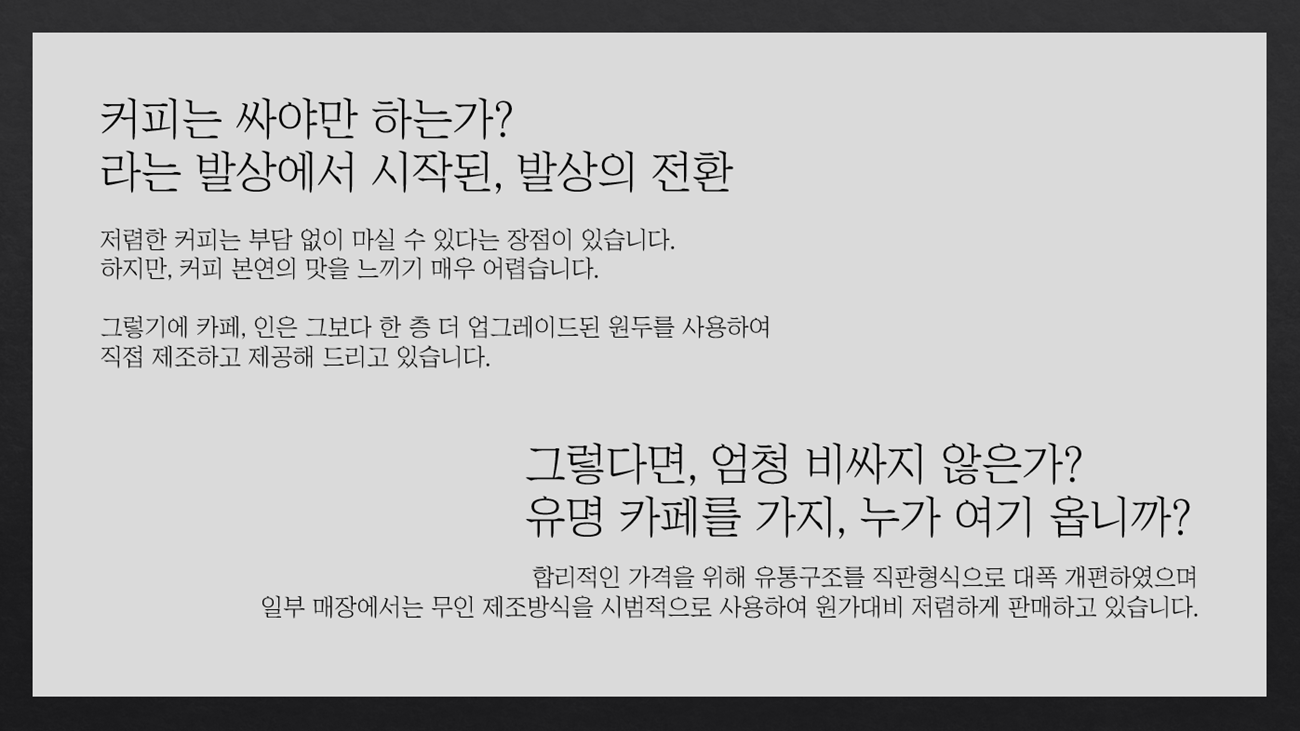 커피는 싸야만 하는가?
라는 발상에서 시작된, 발상의 전환
저렴한 커피는 부담 없이 마실 수 있다는 장점이 있습니다.
하지만, 커피 본연의 맛을 느끼기 매우 어렵습니다.
그렇기에 카페, 인은 그보다 한 층 더 업그레이드된 원두를 사용하여
직접 제조하고 제공해 드리고 있습니다.
그렇다면, 엄청 비싸지 않은가?
유명 카페를 가지, 누가 여기 옵니까?
합리적인 가격을 위해 유통구조를 직판형식으로 대폭 개편하였으며
일부 매장에서는 무인 제조방식을 시범적으로 사용하여 원가대비 저렴하게 판매하고 있습니다.